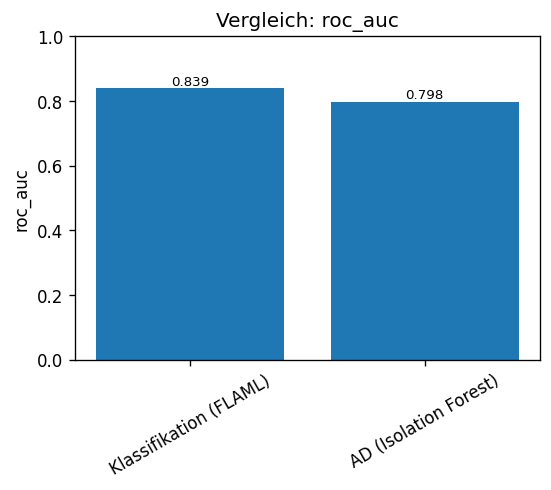 Vergleich: roc_auc
roc_auc
1.0
0.8
0.6
0.4
0.2
0.0
0.839
0.798
Klassifikation (FLAML)
AD (Isolation Forest)